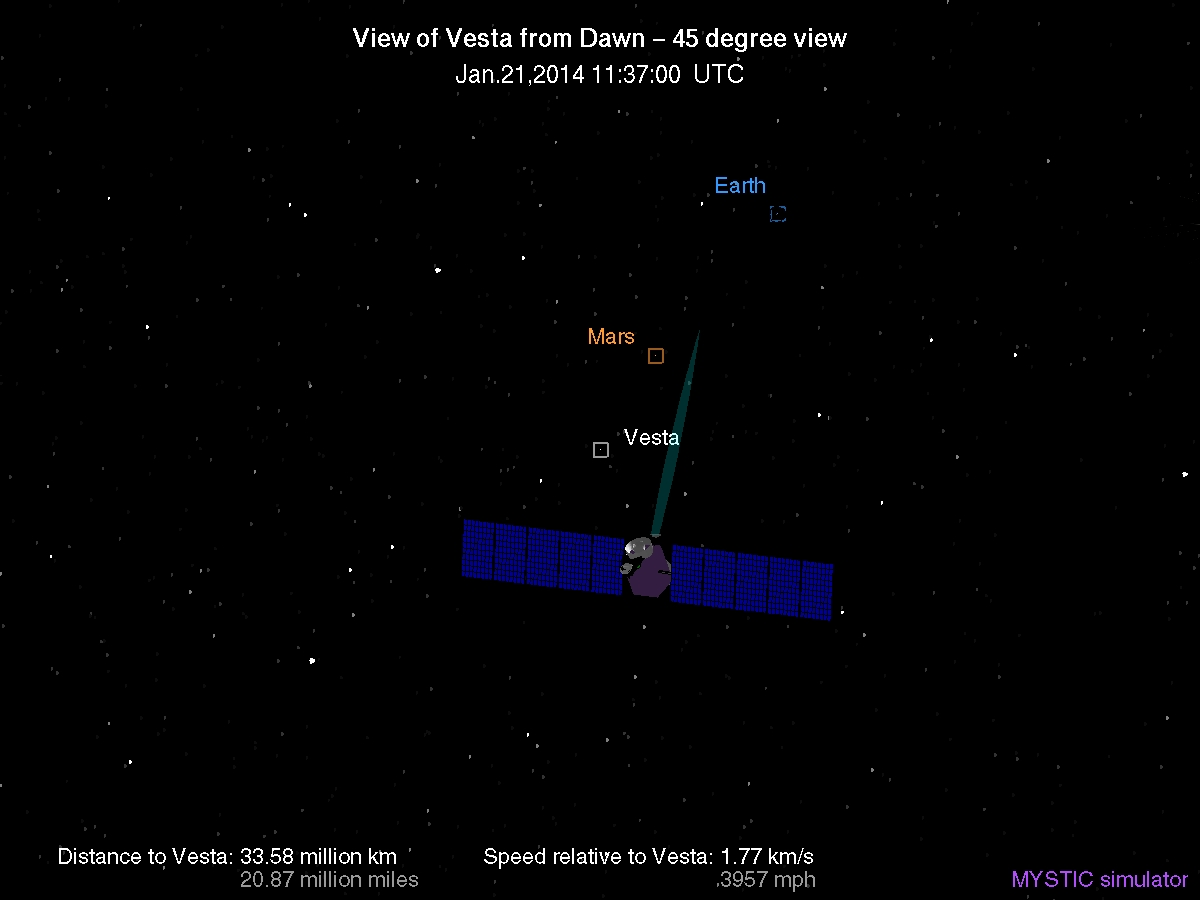 View of Vesta from Dawn – 45 degree view
Jan.21,2014 11:37:00 UTC
Earth
Mars
Vesta
Distance to Vesta: 33.58 million km
20.87 million miles
Speed relative to Vesta: 1.77 km/s
3957 mph
MYSTIC simulator